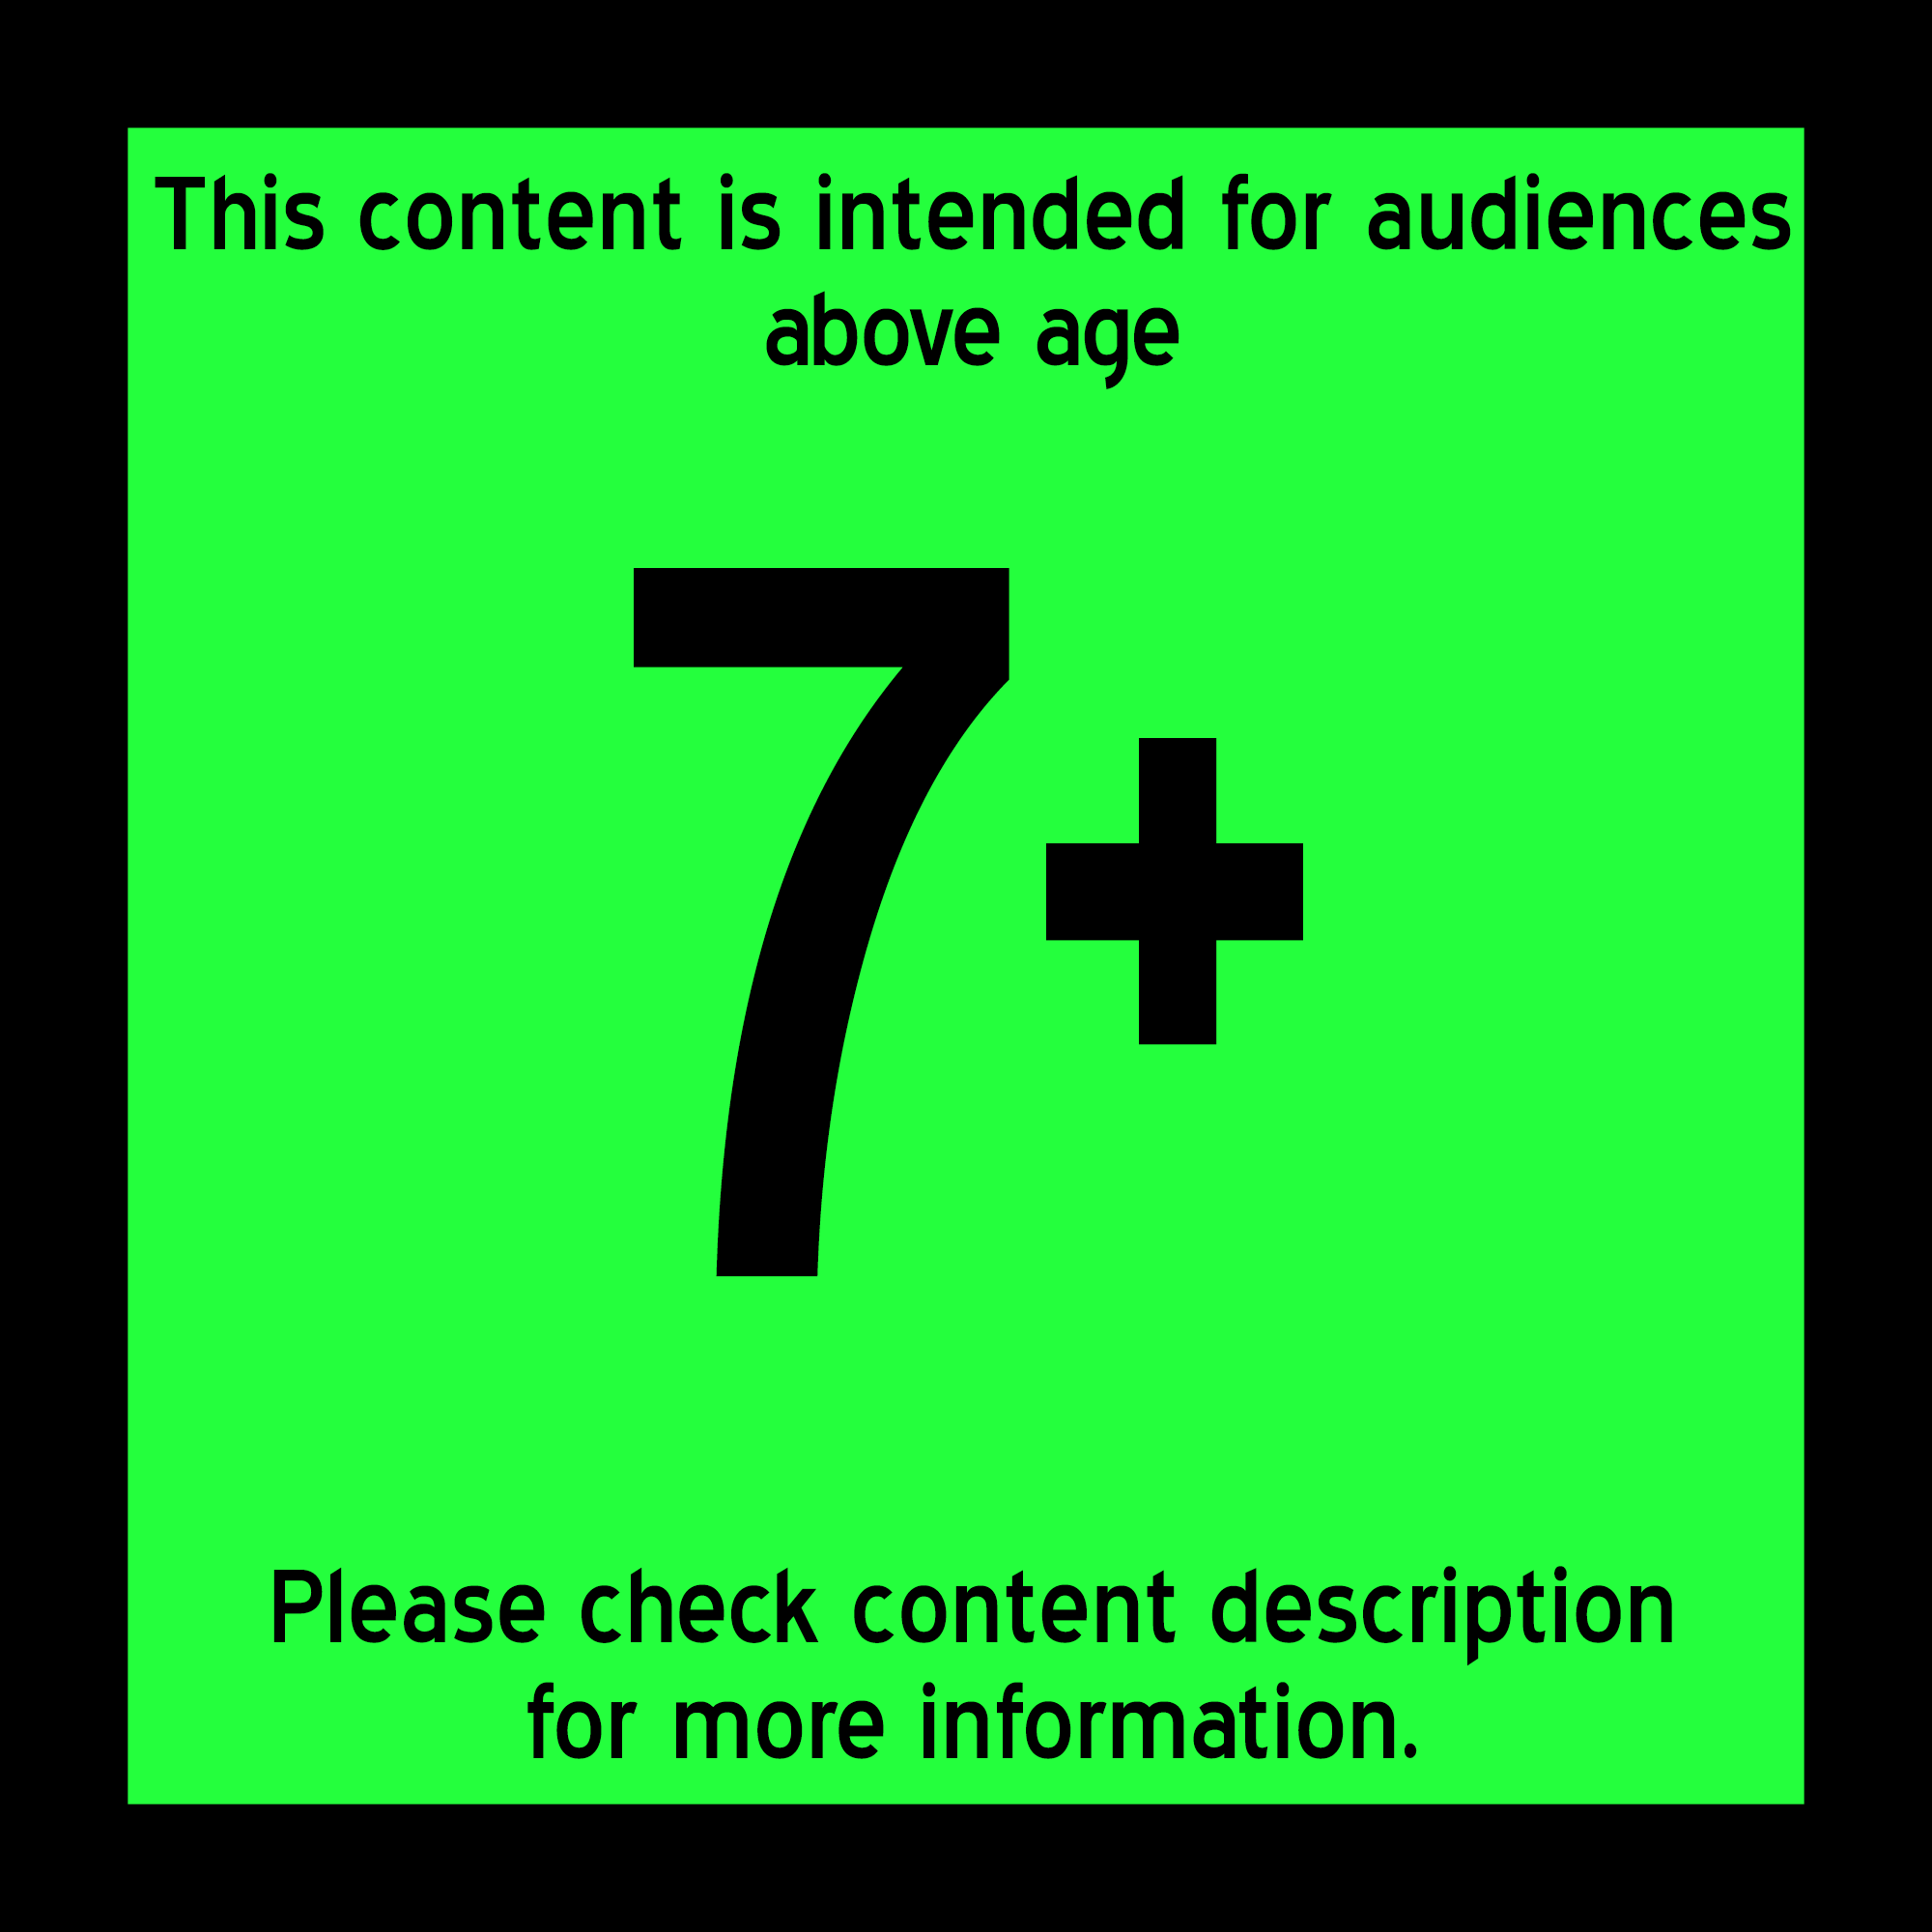 This content is intended for audiences
above age
7+
Please check content description
for more information.